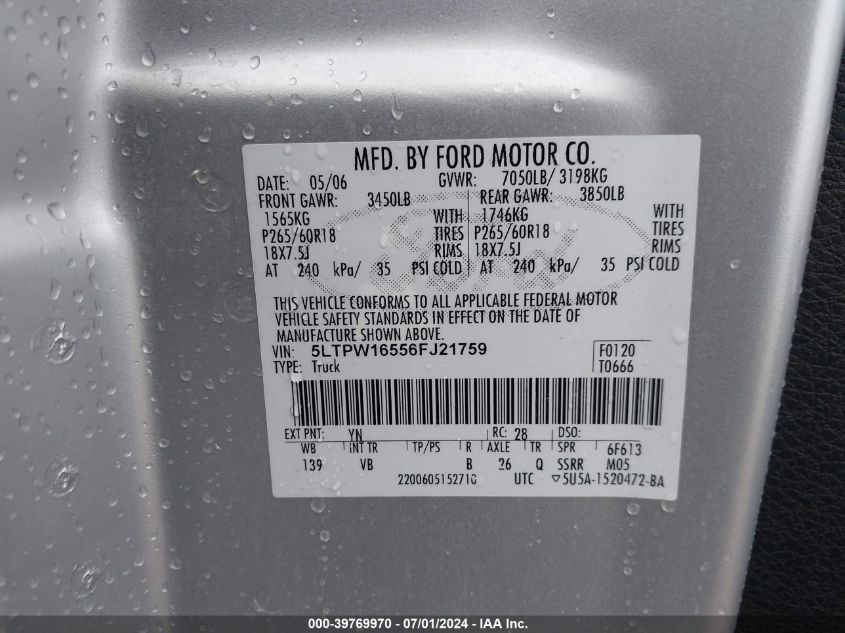 MFD. BY FORD MOTOR CO.
DATE: 05/06 GVWR: 7050LB/ 3198KG
FRONT GAWR: 3450LB REAR GAWR: 3850LB
1565KG WITH 1746KG WITH
P265/60R18 TIRES P265/60R18 TIRES
18X7.5J RIMS 18X7.5J RIMS
AT 240 kPa/ 35 PSI COLD AT 240 kPa/ 35 PSI COLD
THIS VEHICLE CONFORMS TO ALL APPLICABLE FEDERAL MOTOR
VEHICLE SAFETY STANDARDS IN EFFECT ON THE DATE OF
MANUFACTURE SHOWN ABOVE.
VIN: 5LTPW16556FJ21759 F0120
TYPE: Truck T0666
EXT PNT: YN RC: 28 DSO:
WB INT TR TP/PS R AXLE TR SPR 6F613
139 VB B 26 Q SSRR M05
2200605152710 UTC ▽5U5A-1520472-BA
Ford
000-39769970 - 07/01/2024 - IAA Inc.